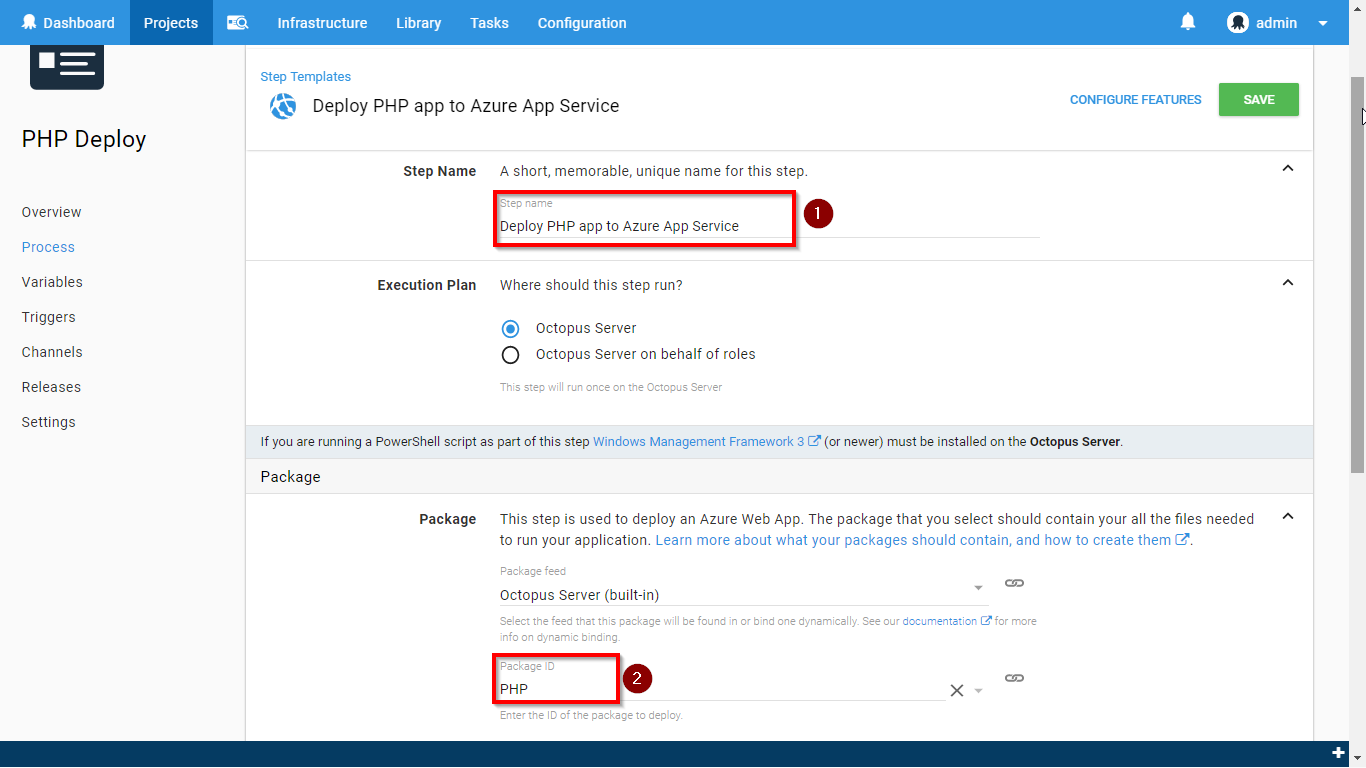 Dashboard Projects Infrastructure Library Tasks Configuration admin
PHP Deploy
Overview
Process
Variables
Triggers
Channels
Releases
Settings
Step Templates
Deploy PHP app to Azure App Service
CONFIGURE FEATURES SAVE
Step Name A short, memorable, unique name for this step.
Step name
Deploy PHP app to Azure App Service
1
Execution Plan Where should this step run?
Octopus Server
Octopus Server on behalf of roles
This step will run once on the Octopus Server
If you are running a PowerShell script as part of this step Windows Management Framework 3 (or newer) must be installed on the Octopus Server.
Package
Package This step is used to deploy an Azure Web App. The package that you select should contain your all the files needed
to run your application. Learn more about what your packages should contain, and how to create them.
Package feed
Octopus Server (built-in)
Select the feed that this package will be found in or bind one dynamically. See our documentation for more
info on dynamic binding.
Package ID
PHP
2
Enter the ID of the package to deploy.